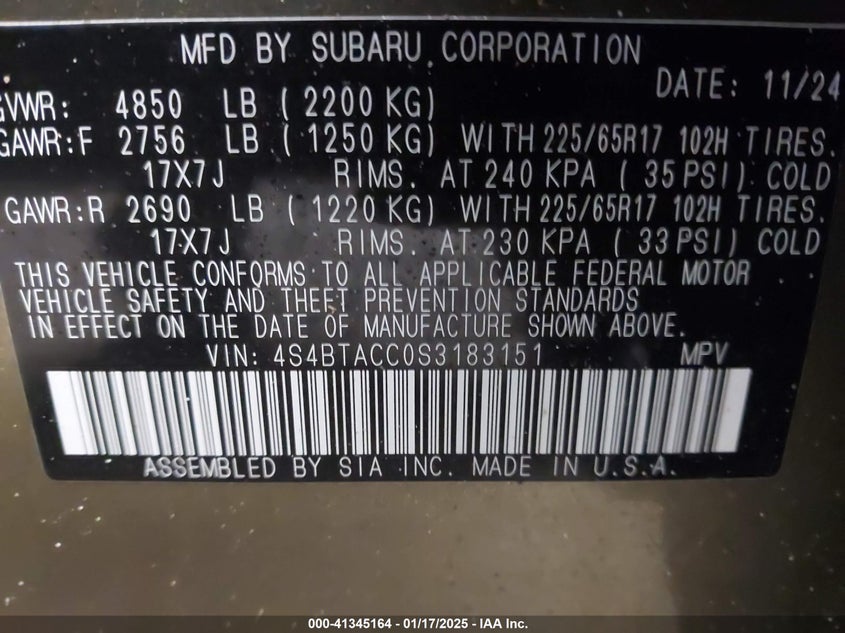 MFD BY SUBARU CORPORATION
DATE: 11/24
GVWR: 4850 LB ( 2200 KG)
GAWR:F 2756 LB ( 1250 KG) WITH 225/65R17 102H TIRES.
17X7J RIMS. AT 240 KPA ( 35 PSI) COLD
GAWR:R 2690 LB ( 1220 KG) WITH 225/65R17 102H TIRES.
17X7J RIMS. AT 230 KPA ( 33 PSI) COLD
THIS VEHICLE CONFORMS TO ALL APPLICABLE FEDERAL MOTOR
VEHICLE SAFETY AND THEFT PREVENTION STANDARDS
IN EFFECT ON THE DATE OF MANUFACTURE SHOWN ABOVE.
VIN: 4S4BTACC0S3183151 MPV
ASSEMBLED BY SIA INC. MADE IN U.S.A.
000-41345164 — 01/17/2025 — IAA Inc.